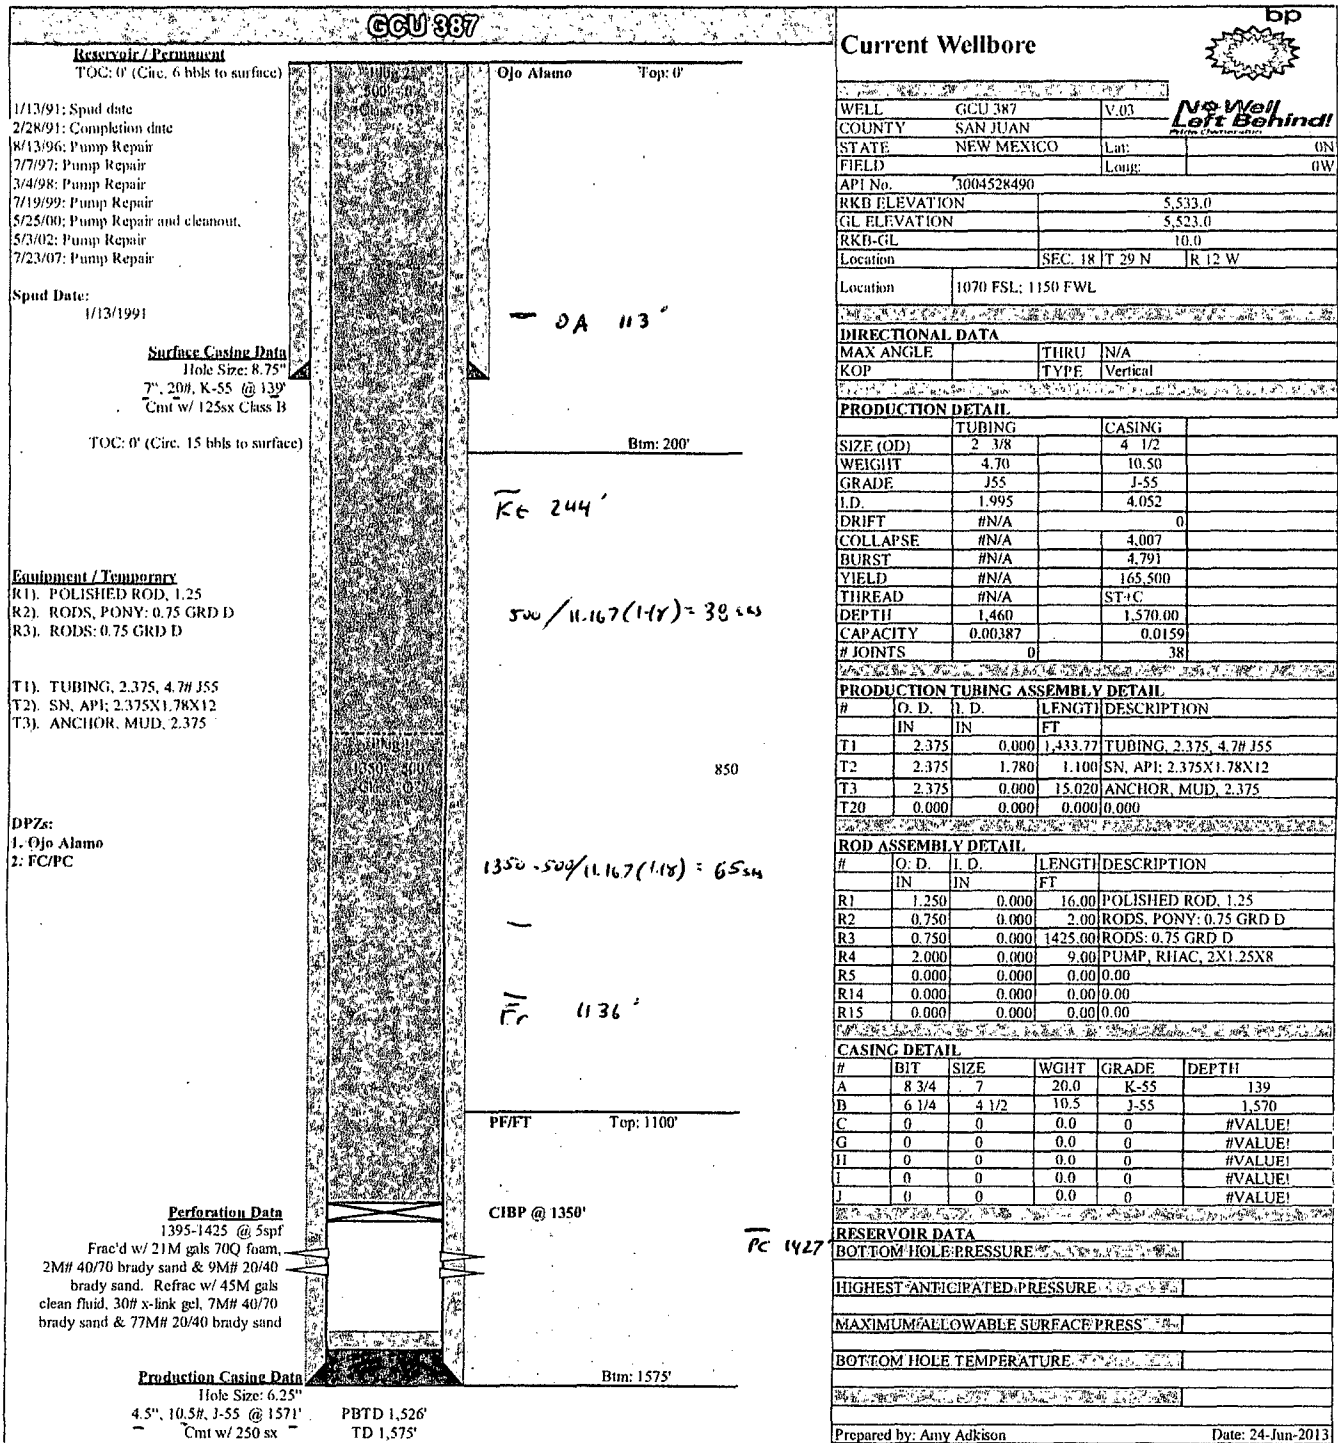 GCU 387
Reservoir / Permanent
TOC: 0' (Circ. 6 bbls to surface)
1/13/91: Spud date
2/28/91: Completion date
8/13/96: Pump Repair
7/7/97: Pump Repair
3/4/98: Pump Repair
7/19/99: Pump Repair
5/25/00: Pump Repair and cleanout.
5/3/02: Pump Repair
7/23/07: Pump Repair
Spud Date:
1/13/1991
Surface Casing Data
Hole Size: 8.75"
7", 20#, K-55 @ 139'
Cmt w/ 125sx Class B
TOC: 0' (Circ. 15 bbls to surface)
Equipment / Temporary
R1). POLISHED ROD, 1.25
R2). RODS, PONY: 0.75 GRD D
R3). RODS: 0.75 GRD D
T1). TUBING, 2.375, 4.7# J55
T2). SN, API; 2.375X1.78X12
T3). ANCHOR, MUD, 2.375
DPZs:
1. Ojo Alamo
2: FC/PC
Perforation Data
1395-1425 @ 5spf
Frac'd w/ 21M gals 70Q foam,
2M# 40/70 brady sand & 9M# 20/40
brady sand. Refrac w/ 45M gals
clean fluid, 30# x-link gel, 7M# 40/70
brady sand & 77M# 20/40 brady sand
Production Casing Data
Hole Size: 6.25"
4.5", 10.5#, J-55 @ 1571'
Cmt w/ 250 sx
PBTD 1,526'
TD 1,575'
Ojo Alamo Top: 0'
OA 113'
Btm: 200'
Kt 244'
500/11.167(1.18) = 38 sxs
850
1350-500/11.167(1.18) = 65 sxs
Fr 1136'
PF/FT Top: 1100'
CIBP @ 1350'
PC 1427'
Btm: 1575'
Current Wellbore
bp
No Well
Left Behind!
WELL GCU 387 V.03
COUNTY SAN JUAN
STATE NEW MEXICO Lat: 0N
FIELD Long: 0W
API No. 3004528490
RKB ELEVATION 5,533.0
GL ELEVATION 5,523.0
RKB-GL 10.0
Location SEC. 18 T 29 N R 12 W
Location 1070 FSL; 1150 FWL
DIRECTIONAL DATA
MAX ANGLE THRU N/A
KOP TYPE Vertical
PRODUCTION DETAIL
TUBING CASING
SIZE (OD) 2 3/8 4 1/2
WEIGHT 4.70 10.50
GRADE J55 J-55
I.D. 1.995 4.052
DRIFT #N/A 0
COLLAPSE #N/A 4,007
BURST #N/A 4,791
YIELD #N/A 165,500
THREAD #N/A ST+C
DEPTH 1,460 1,570.00
CAPACITY 0.00387 0.0159
# JOINTS 0 38
PRODUCTION TUBING ASSEMBLY DETAIL
# O. D. I. D. LENGTH DESCRIPTION
IN IN FT
T1 2.375 0.000 1,433.77 TUBING, 2.375, 4.7# J55
T2 2.375 1.780 1.100 SN, API; 2.375X1.78X12
T3 2.375 0.000 15.020 ANCHOR, MUD, 2.375
T20 0.000 0.000 0.000 0.000
ROD ASSEMBLY DETAIL
# O. D. I. D. LENGTH DESCRIPTION
IN IN FT
R1 1.250 0.000 16.00 POLISHED ROD, 1.25
R2 0.750 0.000 2.00 RODS, PONY: 0.75 GRD D
R3 0.750 0.000 1425.00 RODS: 0.75 GRD D
R4 2.000 0.000 9.00 PUMP, RHAC, 2X1.25X8
R5 0.000 0.000 0.00 0.00
R14 0.000 0.000 0.00 0.00
R15 0.000 0.000 0.00 0.00
CASING DETAIL
# BIT SIZE WGHT GRADE DEPTH
A 8 3/4 7 20.0 K-55 139
B 6 1/4 4 1/2 10.5 J-55 1,570
C 0 0 0.0 0 #VALUE!
G 0 0 0.0 0 #VALUE!
H 0 0 0.0 0 #VALUE!
I 0 0 0.0 0 #VALUE!
J 0 0 0.0 0 #VALUE!
RESERVOIR DATA
BOTTOM HOLE PRESSURE
HIGHEST ANTICIPATED PRESSURE
MAXIMUM ALLOWABLE SURFACE PRESS
BOTTOM HOLE TEMPERATURE
Prepared by: Amy Adkison Date: 24-Jun-2013